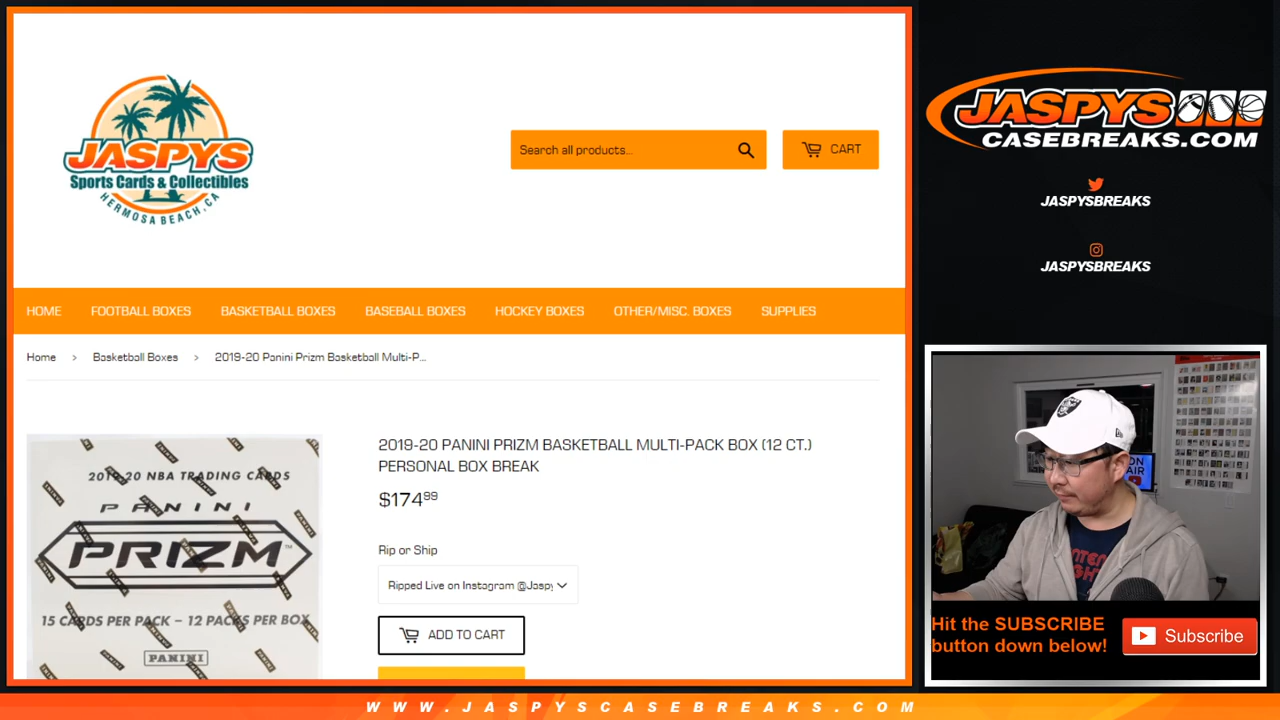 JASPYS
Sports Cards & Collectibles
HERMOSA BEACH, CA
Search all products...
CART
HOME
FOOTBALL BOXES
BASKETBALL BOXES
BASEBALL BOXES
HOCKEY BOXES
OTHER/MISC. BOXES
SUPPLIES
Home › Basketball Boxes › 2019-20 Panini Prizm Basketball Multi-P...
2019-20 NBA TRADING CARDS
PANINI
PRIZM™
15 CARDS PER PACK – 12 PACKS PER BOX
PANINI
2019-20 PANINI PRIZM BASKETBALL MULTI-PACK BOX (12 CT.)
PERSONAL BOX BREAK
$174.99
Rip or Ship
Ripped Live on Instagram @Jaspy
ADD TO CART
JASPYS
CASEBREAKS.COM
JASPYSBREAKS
JASPYSBREAKS
ON
AIR
Hit the SUBSCRIBE
button down below!
Subscribe
WWW.JASPYSCASEBREAKS.COM